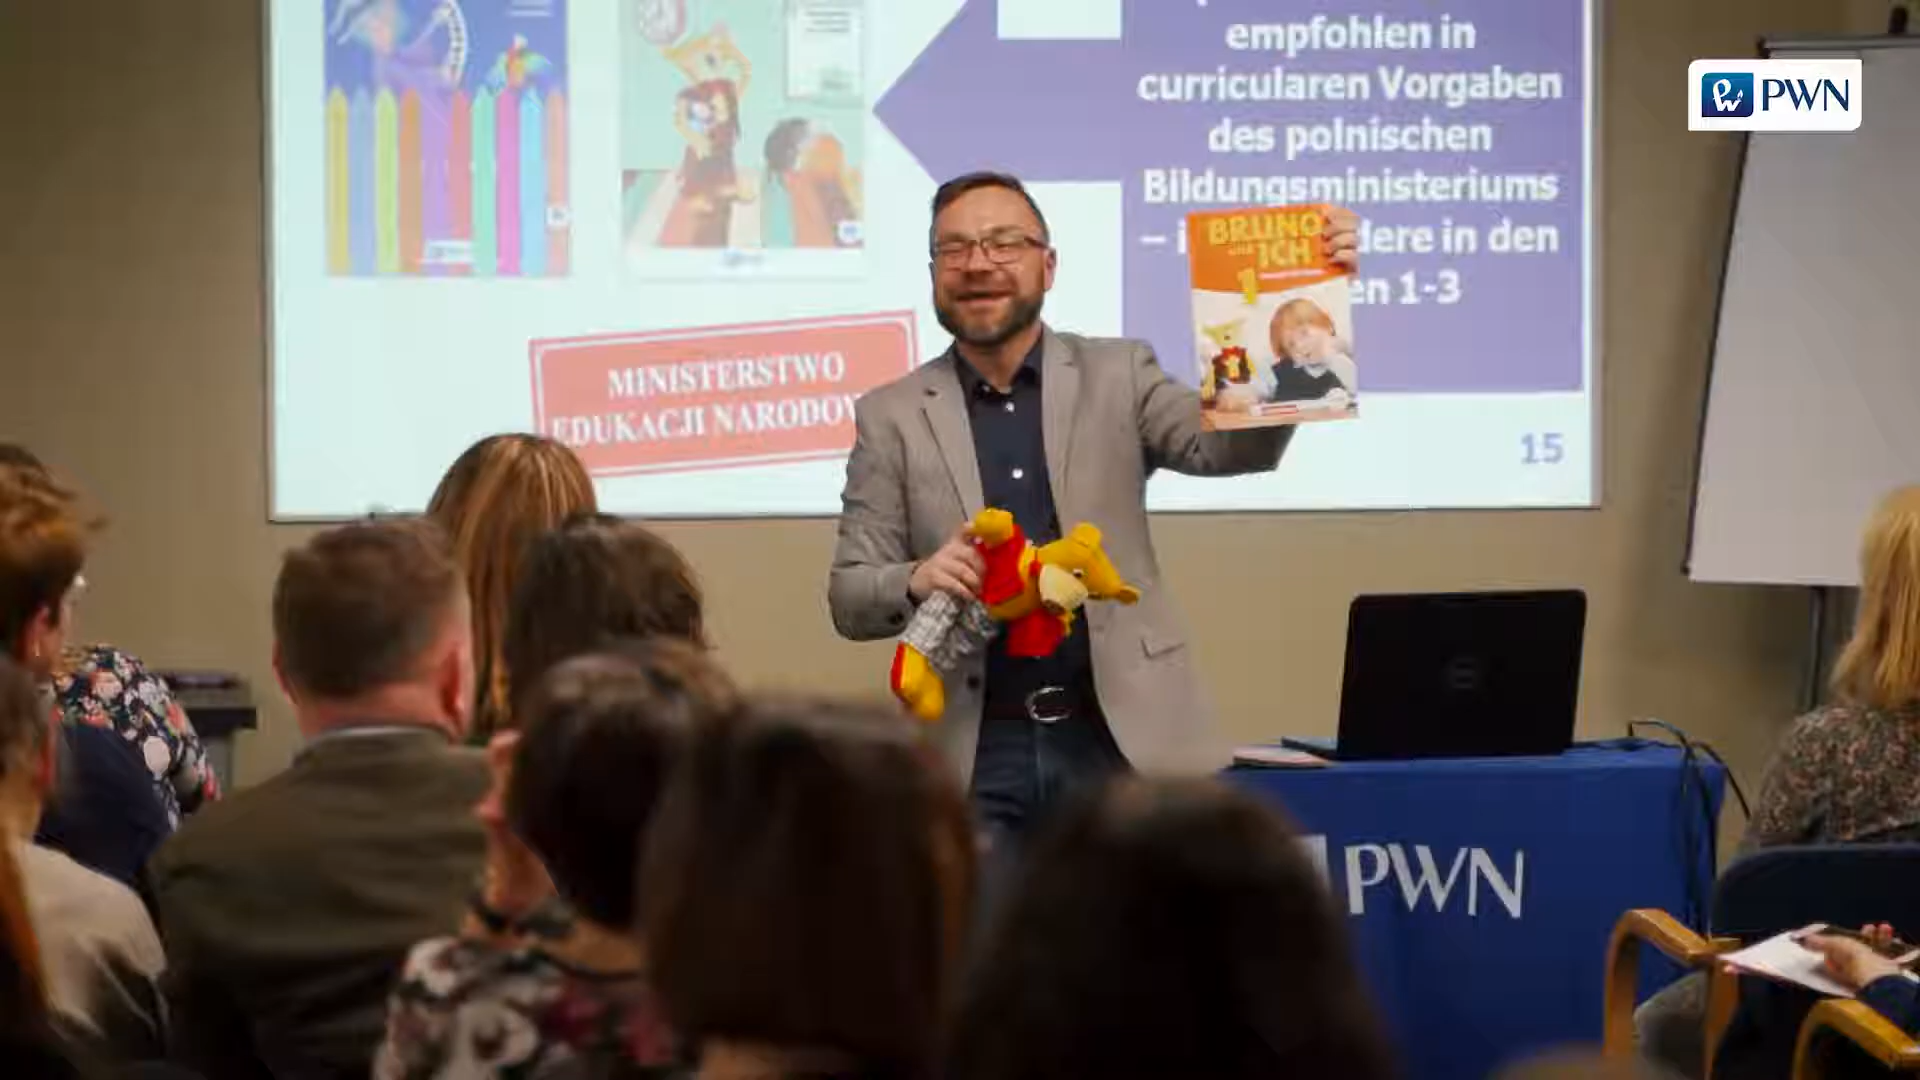 empfohlen in
curricularen Vorgaben
des polnischen
Bildungsministeriums
– i dere in den
en 1-3
PWN
BRUNO
und ICH
1
MINISTERSTWO
EDUKACJI NARODOW
15
PWN